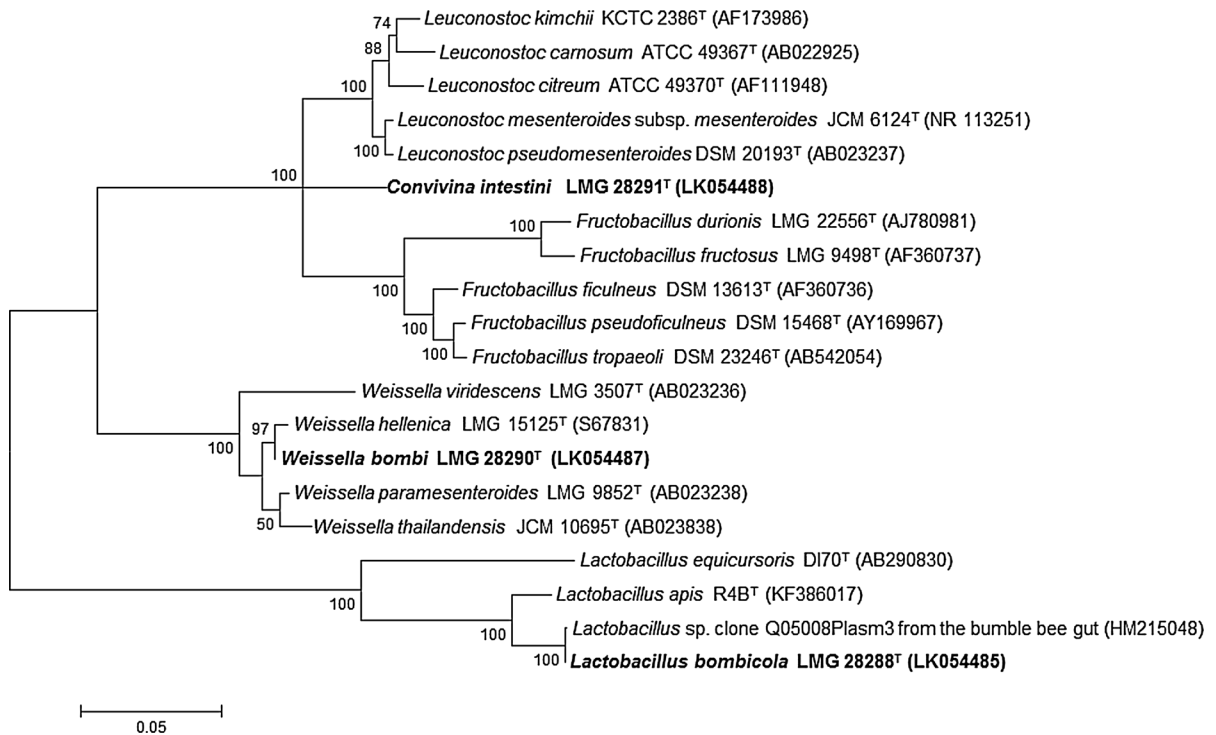 74
Leuconostoc kimchii KCTC 2386ᵀ (AF173986)
88
Leuconostoc carnosum ATCC 49367ᵀ (AB022925)
100
Leuconostoc citreum ATCC 49370ᵀ (AF111948)
Leuconostoc mesenteroides subsp. mesenteroides JCM 6124ᵀ (NR 113251)
100
Leuconostoc pseudomesenteroides DSM 20193ᵀ (AB023237)
100
Convivina intestini LMG 28291ᵀ (LK054488)
100
Fructobacillus durionis LMG 22556ᵀ (AJ780981)
Fructobacillus fructosus LMG 9498ᵀ (AF360737)
100
Fructobacillus ficulneus DSM 13613ᵀ (AF360736)
100
Fructobacillus pseudoficulneus DSM 15468ᵀ (AY169967)
100
Fructobacillus tropaeoli DSM 23246ᵀ (AB542054)
Weissella viridescens LMG 3507ᵀ (AB023236)
97
Weissella hellenica LMG 15125ᵀ (S67831)
100
Weissella bombi LMG 28290ᵀ (LK054487)
Weissella paramesenteroides LMG 9852ᵀ (AB023238)
50
Weissella thailandensis JCM 10695ᵀ (AB023838)
Lactobacillus equicursoris DI70ᵀ (AB290830)
100
Lactobacillus apis R4Bᵀ (KF386017)
100
Lactobacillus sp. clone Q05008Plasm3 from the bumble bee gut (HM215048)
100
Lactobacillus bombicola LMG 28288ᵀ (LK054485)
0.05